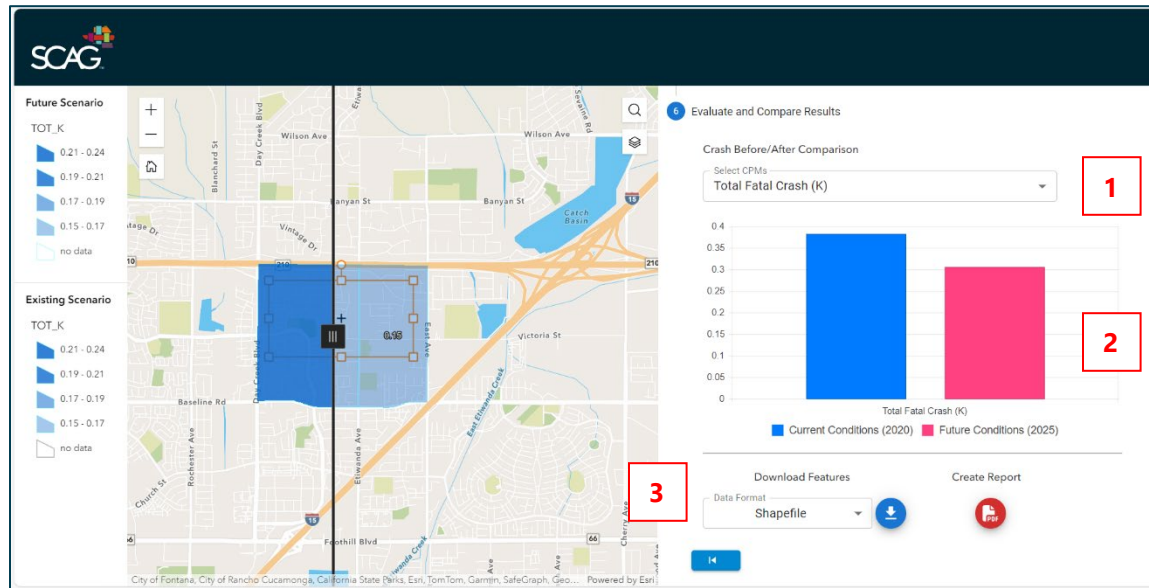 SCAG
Future Scenario
TOT_K
0.21 - 0.24
0.19 - 0.21
0.17 - 0.19
0.15 - 0.17
no data
Existing Scenario
TOT_K
0.21 - 0.24
0.19 - 0.21
0.17 - 0.19
0.15 - 0.17
no data
Blanchard St
Day Creek Blvd
Wilson Ave
Wilson Ave
Banyan St
Vintage Dr
Catch
Basin
15
10
210
210
0.15
East Ave
Day Creek Blvd
Victoria St
Baseline Rd
Rochester Ave
East Etiwanda Creek
Etiwanda Ave
Church St
15
Foothill Blvd
66
66
Cherry Ave
City of Fontana, City of Rancho Cucamonga, California State Parks, Esri, TomTom, Garmin, SafeGraph, Geo... Powered by Esri
6 Evaluate and Compare Results
Crash Before/After Comparison
Select CPMs
Total Fatal Crash (K)
1
0.4
0.35
0.3
0.25
0.2
0.15
0.1
0.05
0
2
Total Fatal Crash (K)
Current Conditions (2020) Future Conditions (2025)
3
Download Features
Create Report
Data Format
Shapefile
PDF